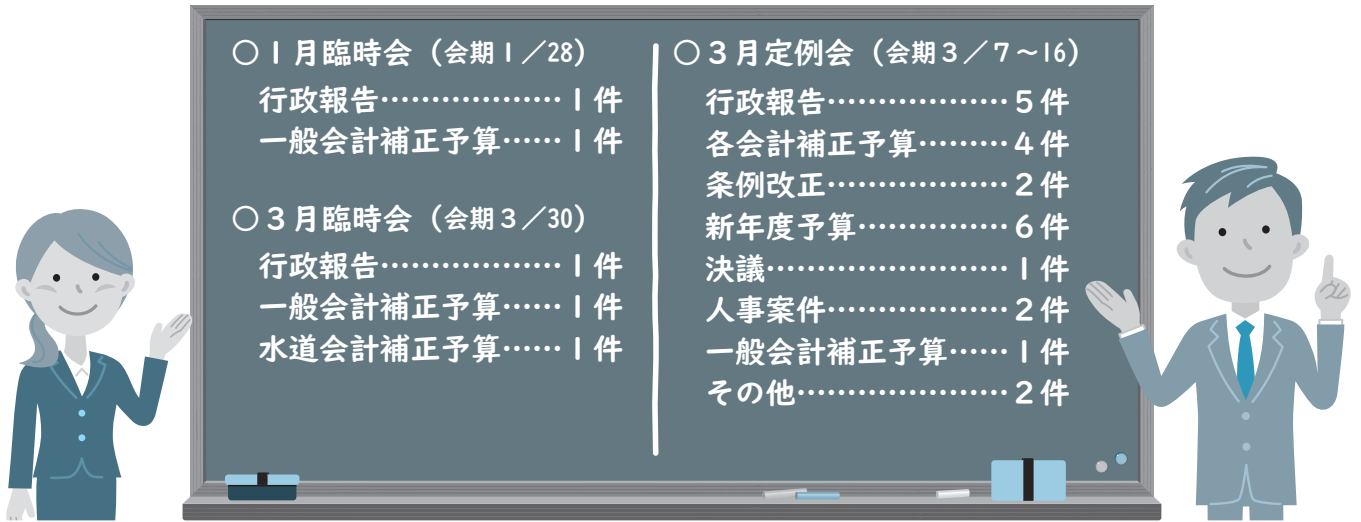 ○１月臨時会（会期１／28）
行政報告………………１件
一般会計補正予算……１件
○３月臨時会（会期３／30）
行政報告………………１件
一般会計補正予算……１件
水道会計補正予算……１件
○３月定例会（会期３／７～16）
行政報告………………５件
各会計補正予算………４件
条例改正………………２件
新年度予算……………６件
決議……………………１件
人事案件………………２件
一般会計補正予算……１件
その他…………………２件